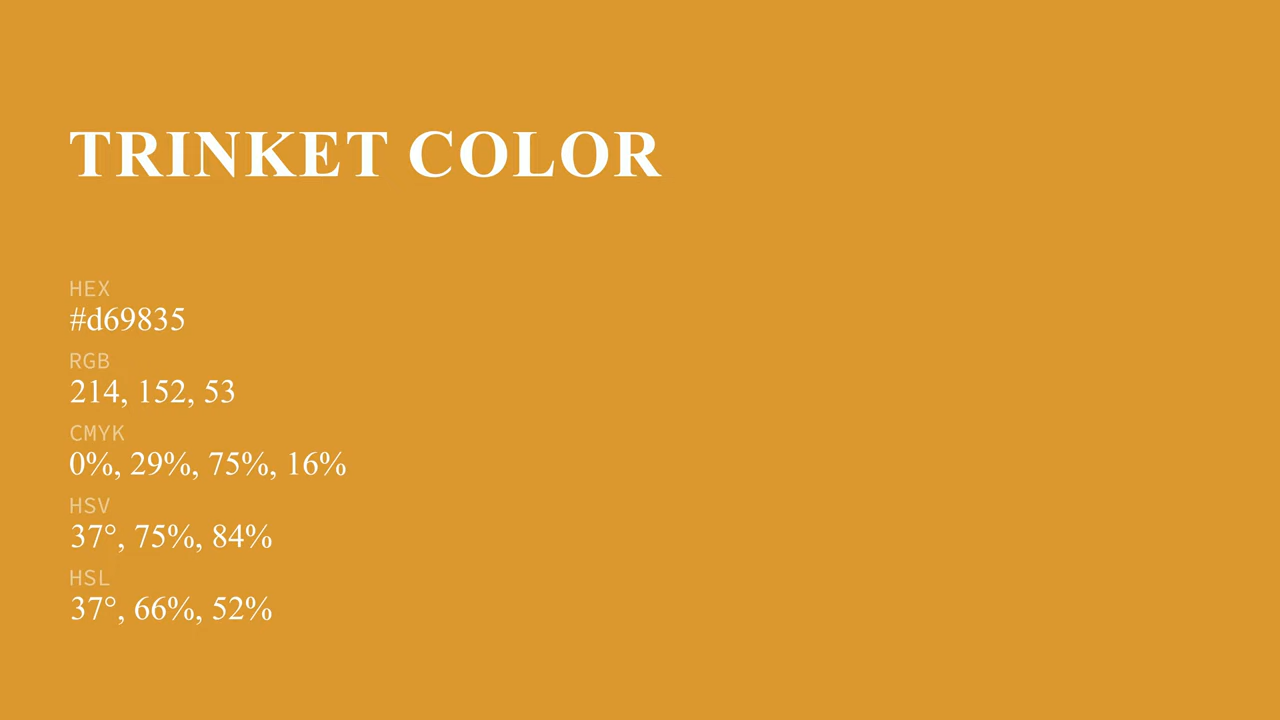 TRINKET COLOR
HEX
#d69835
RGB
214, 152, 53
CMYK
0%, 29%, 75%, 16%
HSV
37°, 75%, 84%
HSL
37°, 66%, 52%